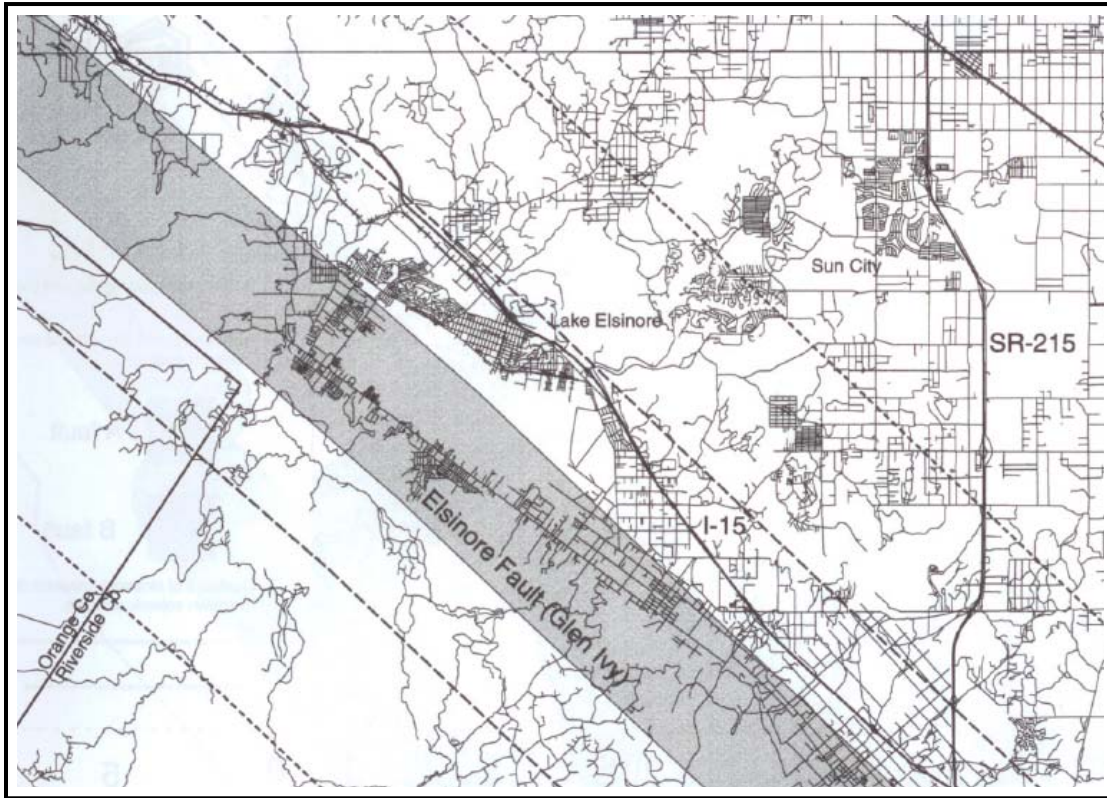 Sun City
Lake Elsinore
SR-215
I-15
Elsinore Fault (Glen Ivy)
Orange Co.
Riverside Co.